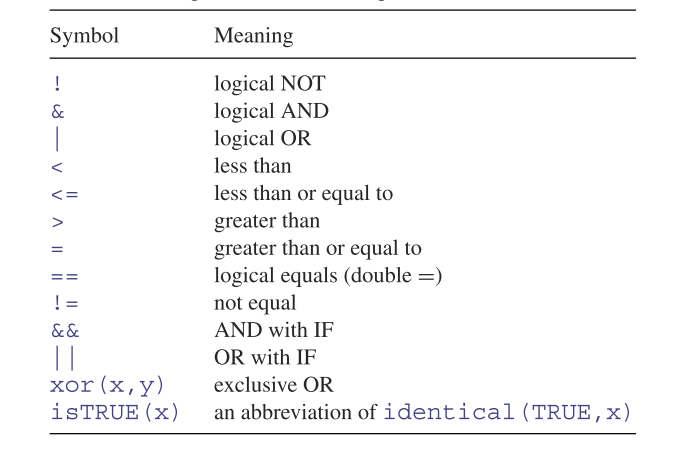 Symbol Meaning
! logical NOT
& logical AND
| logical OR
< less than
<= less than or equal to
> greater than
= greater than or equal to
== logical equals (double =)
!= not equal
&& AND with IF
|| OR with IF
xor(x,y) exclusive OR
isTRUE(x) an abbreviation of identical(TRUE,x)